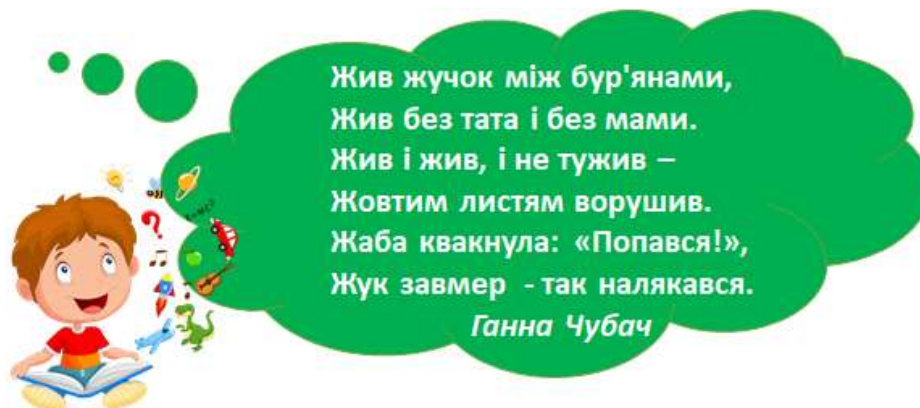 Жив жучок між бур'янами,
Жив без тата і без мами.
Жив і жив, і не тужив –
Жовтим листям ворушив.
Жаба квакнула: «Попався!»,
Жук завмер - так налякався.
Ганна Чубач